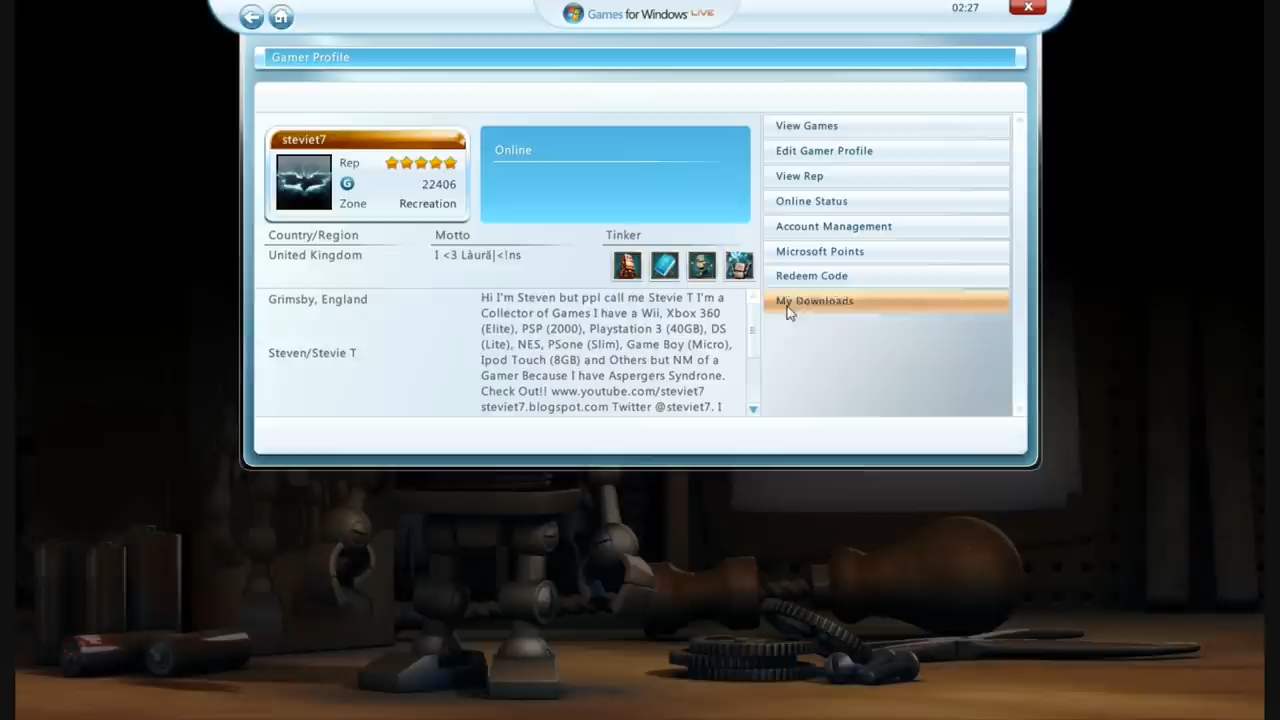 Games for Windows LIVE
02:27
Gamer Profile
steviet7
Rep
G
22406
Zone
Recreation
Online
Country/Region
United Kingdom
Motto
I <3 Làurã|<!ns
Tinker
Grimsby, England
Steven/Stevie T
Hi I'm Steven but ppl call me Stevie T I'm a
Collector of Games I have a Wii, Xbox 360
(Elite), PSP (2000), Playstation 3 (40GB), DS
(Lite), NES, PSone (Slim), Game Boy (Micro),
Ipod Touch (8GB) and Others but NM of a
Gamer Because I have Aspergers Syndrome.
Check Out!! www.youtube.com/steviet7
steviet7.blogspot.com Twitter @steviet7. I
View Games
Edit Gamer Profile
View Rep
Online Status
Account Management
Microsoft Points
Redeem Code
My Downloads